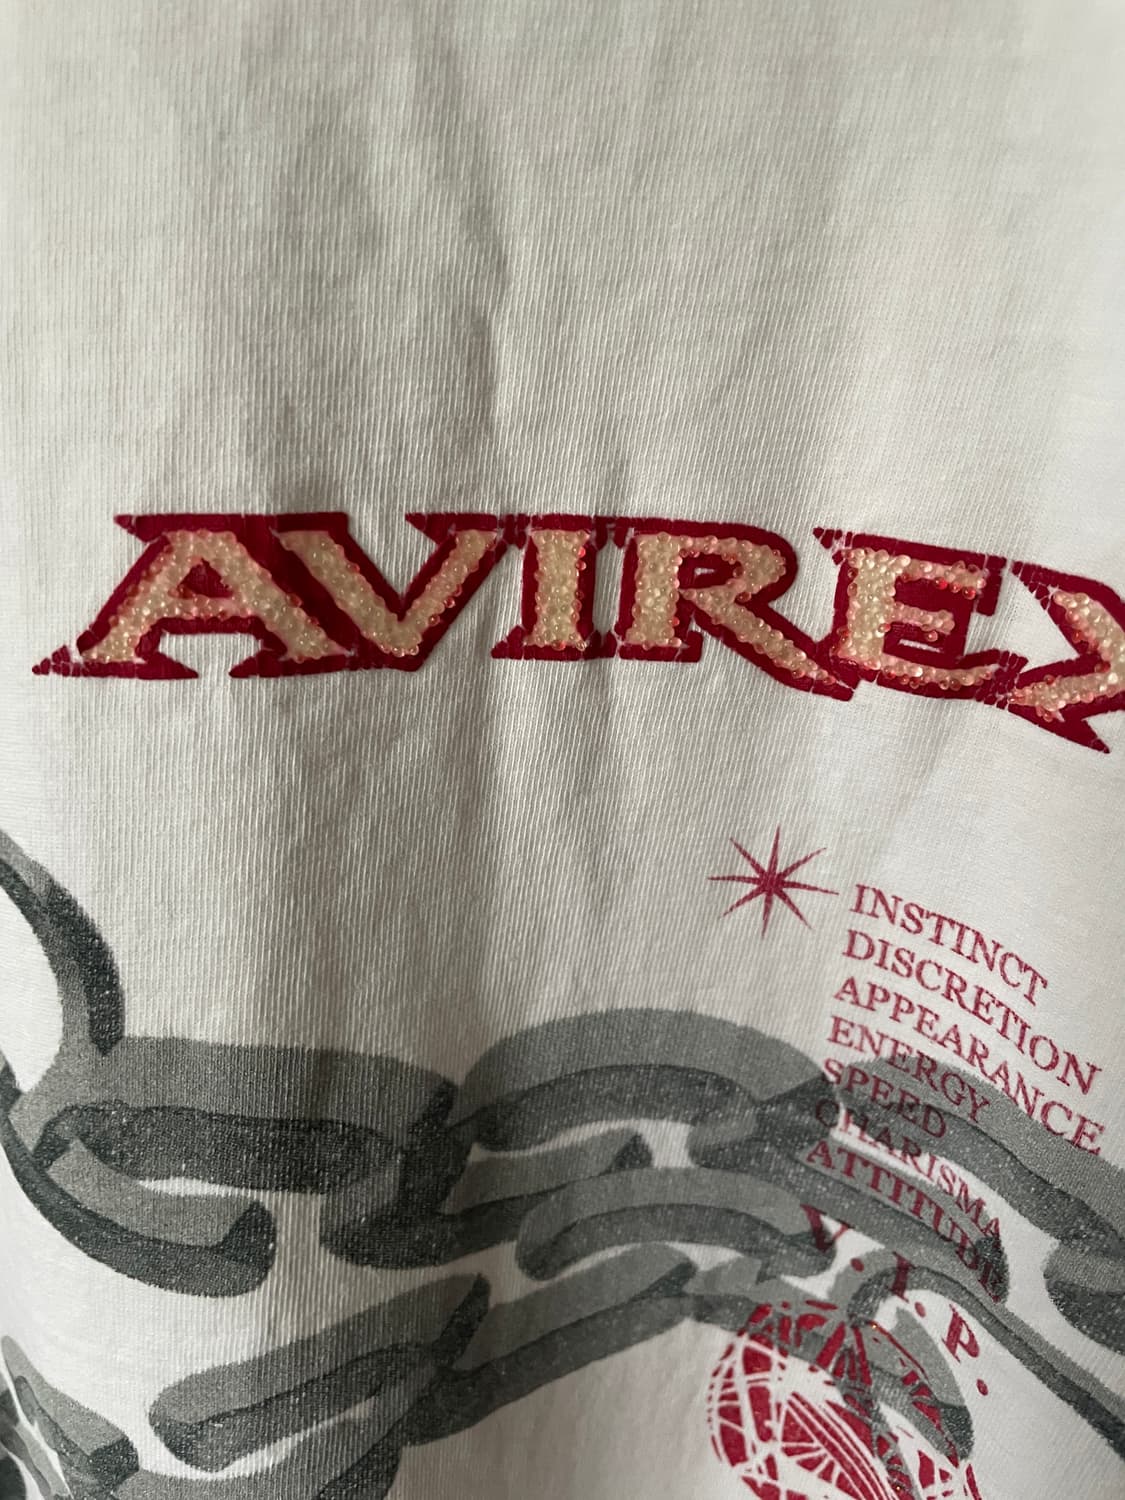 AVIREX
INSTINCT
DISCRETION
APPEARANCE
ENERGY
SPEED
CHARISMA
ATTITUDE
V.I.P.